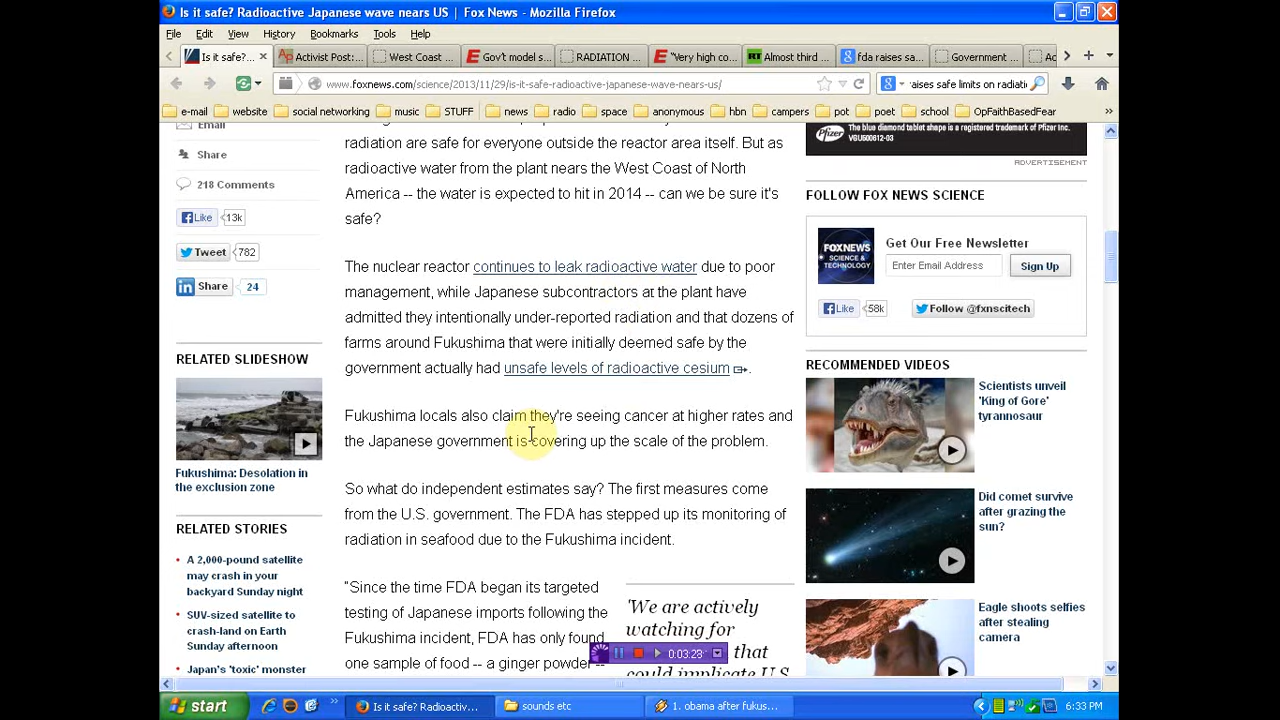 Is it safe? Radioactive Japanese wave nears US | Fox News - Mozilla Firefox
File Edit View History Bookmarks Tools Help
Is it safe?... Activist Post: West Coast Gov't model s RADIATION "Very high co... Almost third fda raises sa... Government Ac
www.foxnews.com/science/2013/11/29/is-it-safe-radioactive-japanese-wave-nears-us/ aises safe limits on radiati
e-mail website social networking music STUFF news radio space anonymous hbn campers pot poet school OpFaithBasedFear
Email
Share
218 Comments
Like 13k
Tweet 782
Share 24
RELATED SLIDESHOW
Fukushima: Desolation in
the exclusion zone
RELATED STORIES
A 2,000-pound satellite
may crash in your
backyard Sunday night
SUV-sized satellite to
crash-land on Earth
Sunday afternoon
Japan's 'toxic' monster
for everyone outside the reactor area itself. But as
radioactive water from the plant nears the West Coast of North
America -- the water is expected to hit in 2014 -- can we be sure it's
safe?
The nuclear reactor continues to leak radioactive water due to poor
management, while Japanese subcontractors at the plant have
admitted they intentionally under-reported radiation and that dozens of
farms around Fukushima that were initially deemed safe by the
government actually had unsafe levels of radioactive cesium.
Fukushima locals also claim they're seeing cancer at higher rates and
the Japanese government is covering up the scale of the problem.
So what do independent estimates say? The first measures come
from the U.S. government. The FDA has stepped up its monitoring of
radiation in seafood due to the Fukushima incident.
"Since the time FDA began its targeted
testing of Japanese imports following the
Fukushima incident, FDA has only found
one sample of food -- a ginger powder --
'We are actively
watching for
that
could implicate U.S.
Pfizer
The blue diamond tablet shape is a registered trademark of Pfizer Inc.
VGU500612-03
ADVERTISEMENT
FOLLOW FOX NEWS SCIENCE
FOX NEWS
SCIENCE &
TECHNOLOGY
Get Our Free Newsletter
Enter Email Address Sign Up
Like 58k Follow @fxnscitech
RECOMMENDED VIDEOS
Scientists unveil
'King of Gore'
tyrannosaur
Did comet survive
after grazing the
sun?
Eagle shoots selfies
after stealing
camera
0:03:23
start Is it safe? Radioactiv... sounds etc 1. obama after fukus... 6:33 PM